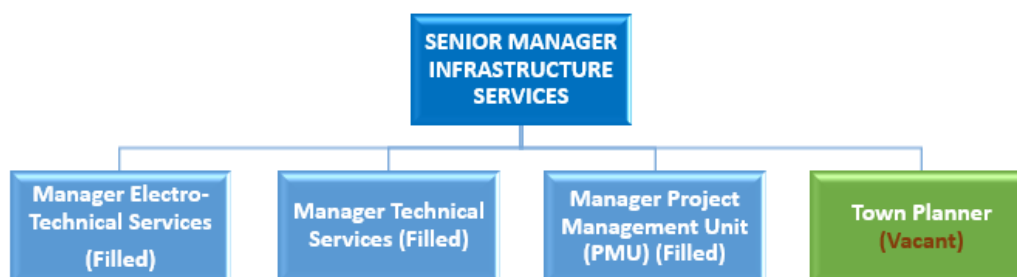 SENIOR MANAGER
INFRASTRUCTURE
SERVICES
Manager Electro-
Technical Services
(Filled)
Manager Technical
Services (Filled)
Manager Project
Management Unit
(PMU) (Filled)
Town Planner
(Vacant)